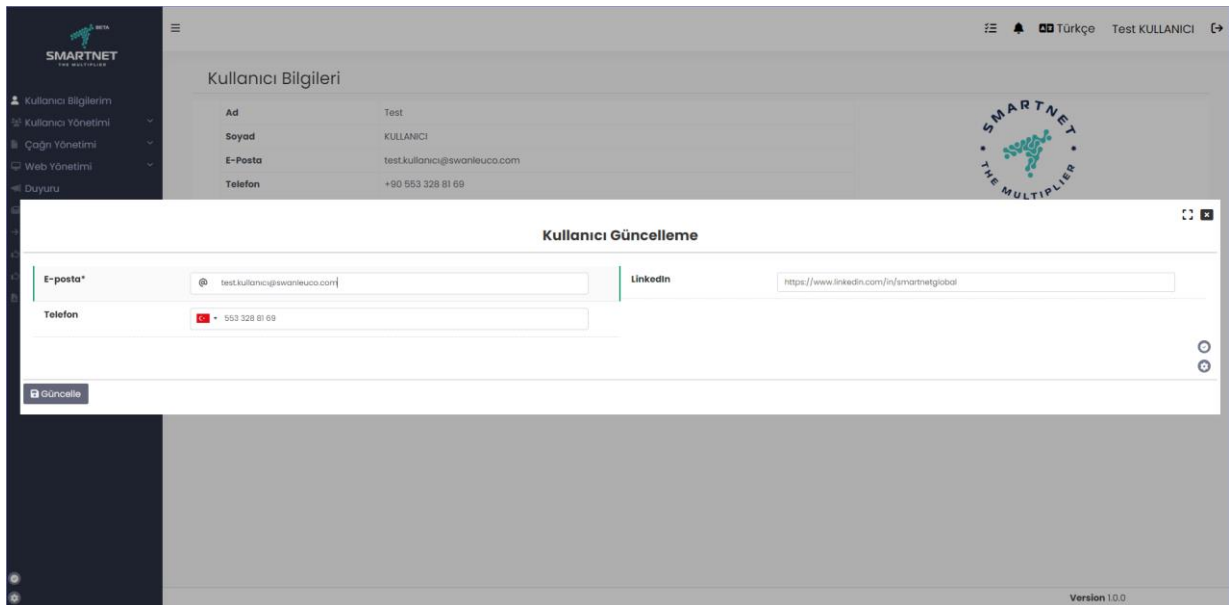 BETA
SMARTNET
THE MULTIPLIER
Türkçe Test KULLANICI
Kullanıcı Bilgilerim
Kullanıcı Yönetimi
Çağrı Yönetimi
Web Yönetimi
Duyuru
Kullanıcı Bilgileri
Ad Test
Soyad KULLANICI
E-Posta test.kullanıcı@swanleuco.com
Telefon +90 553 328 81 69
SMARTNET
THE MULTIPLIER
Kullanıcı Güncelleme
E-posta* @ test.kullanıcı@swanleuco.com
LinkedIn https://www.linkedin.com/in/smartnetglobal
Telefon 553 328 81 69
Güncelle
Version 1.0.0